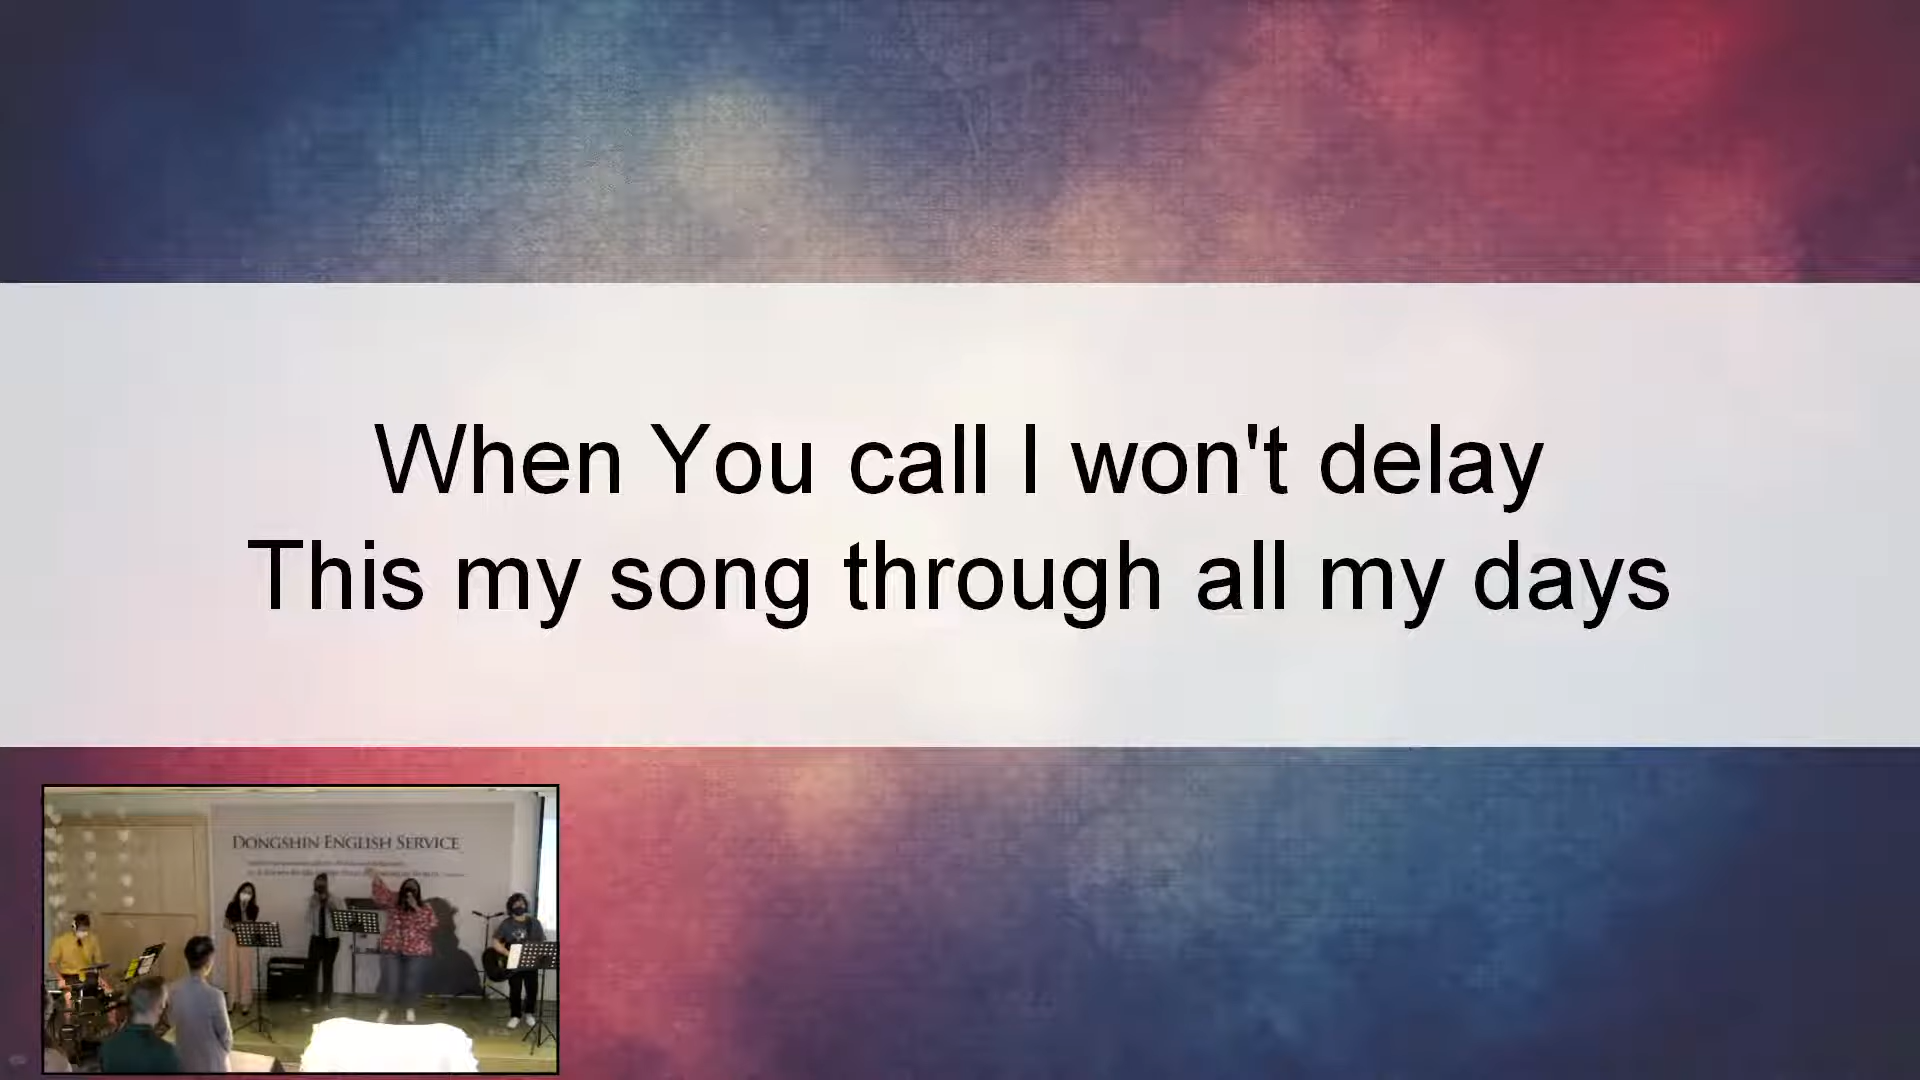 When You call I won't delay
This my song through all my days
DONGSHIN ENGLISH SERVICE